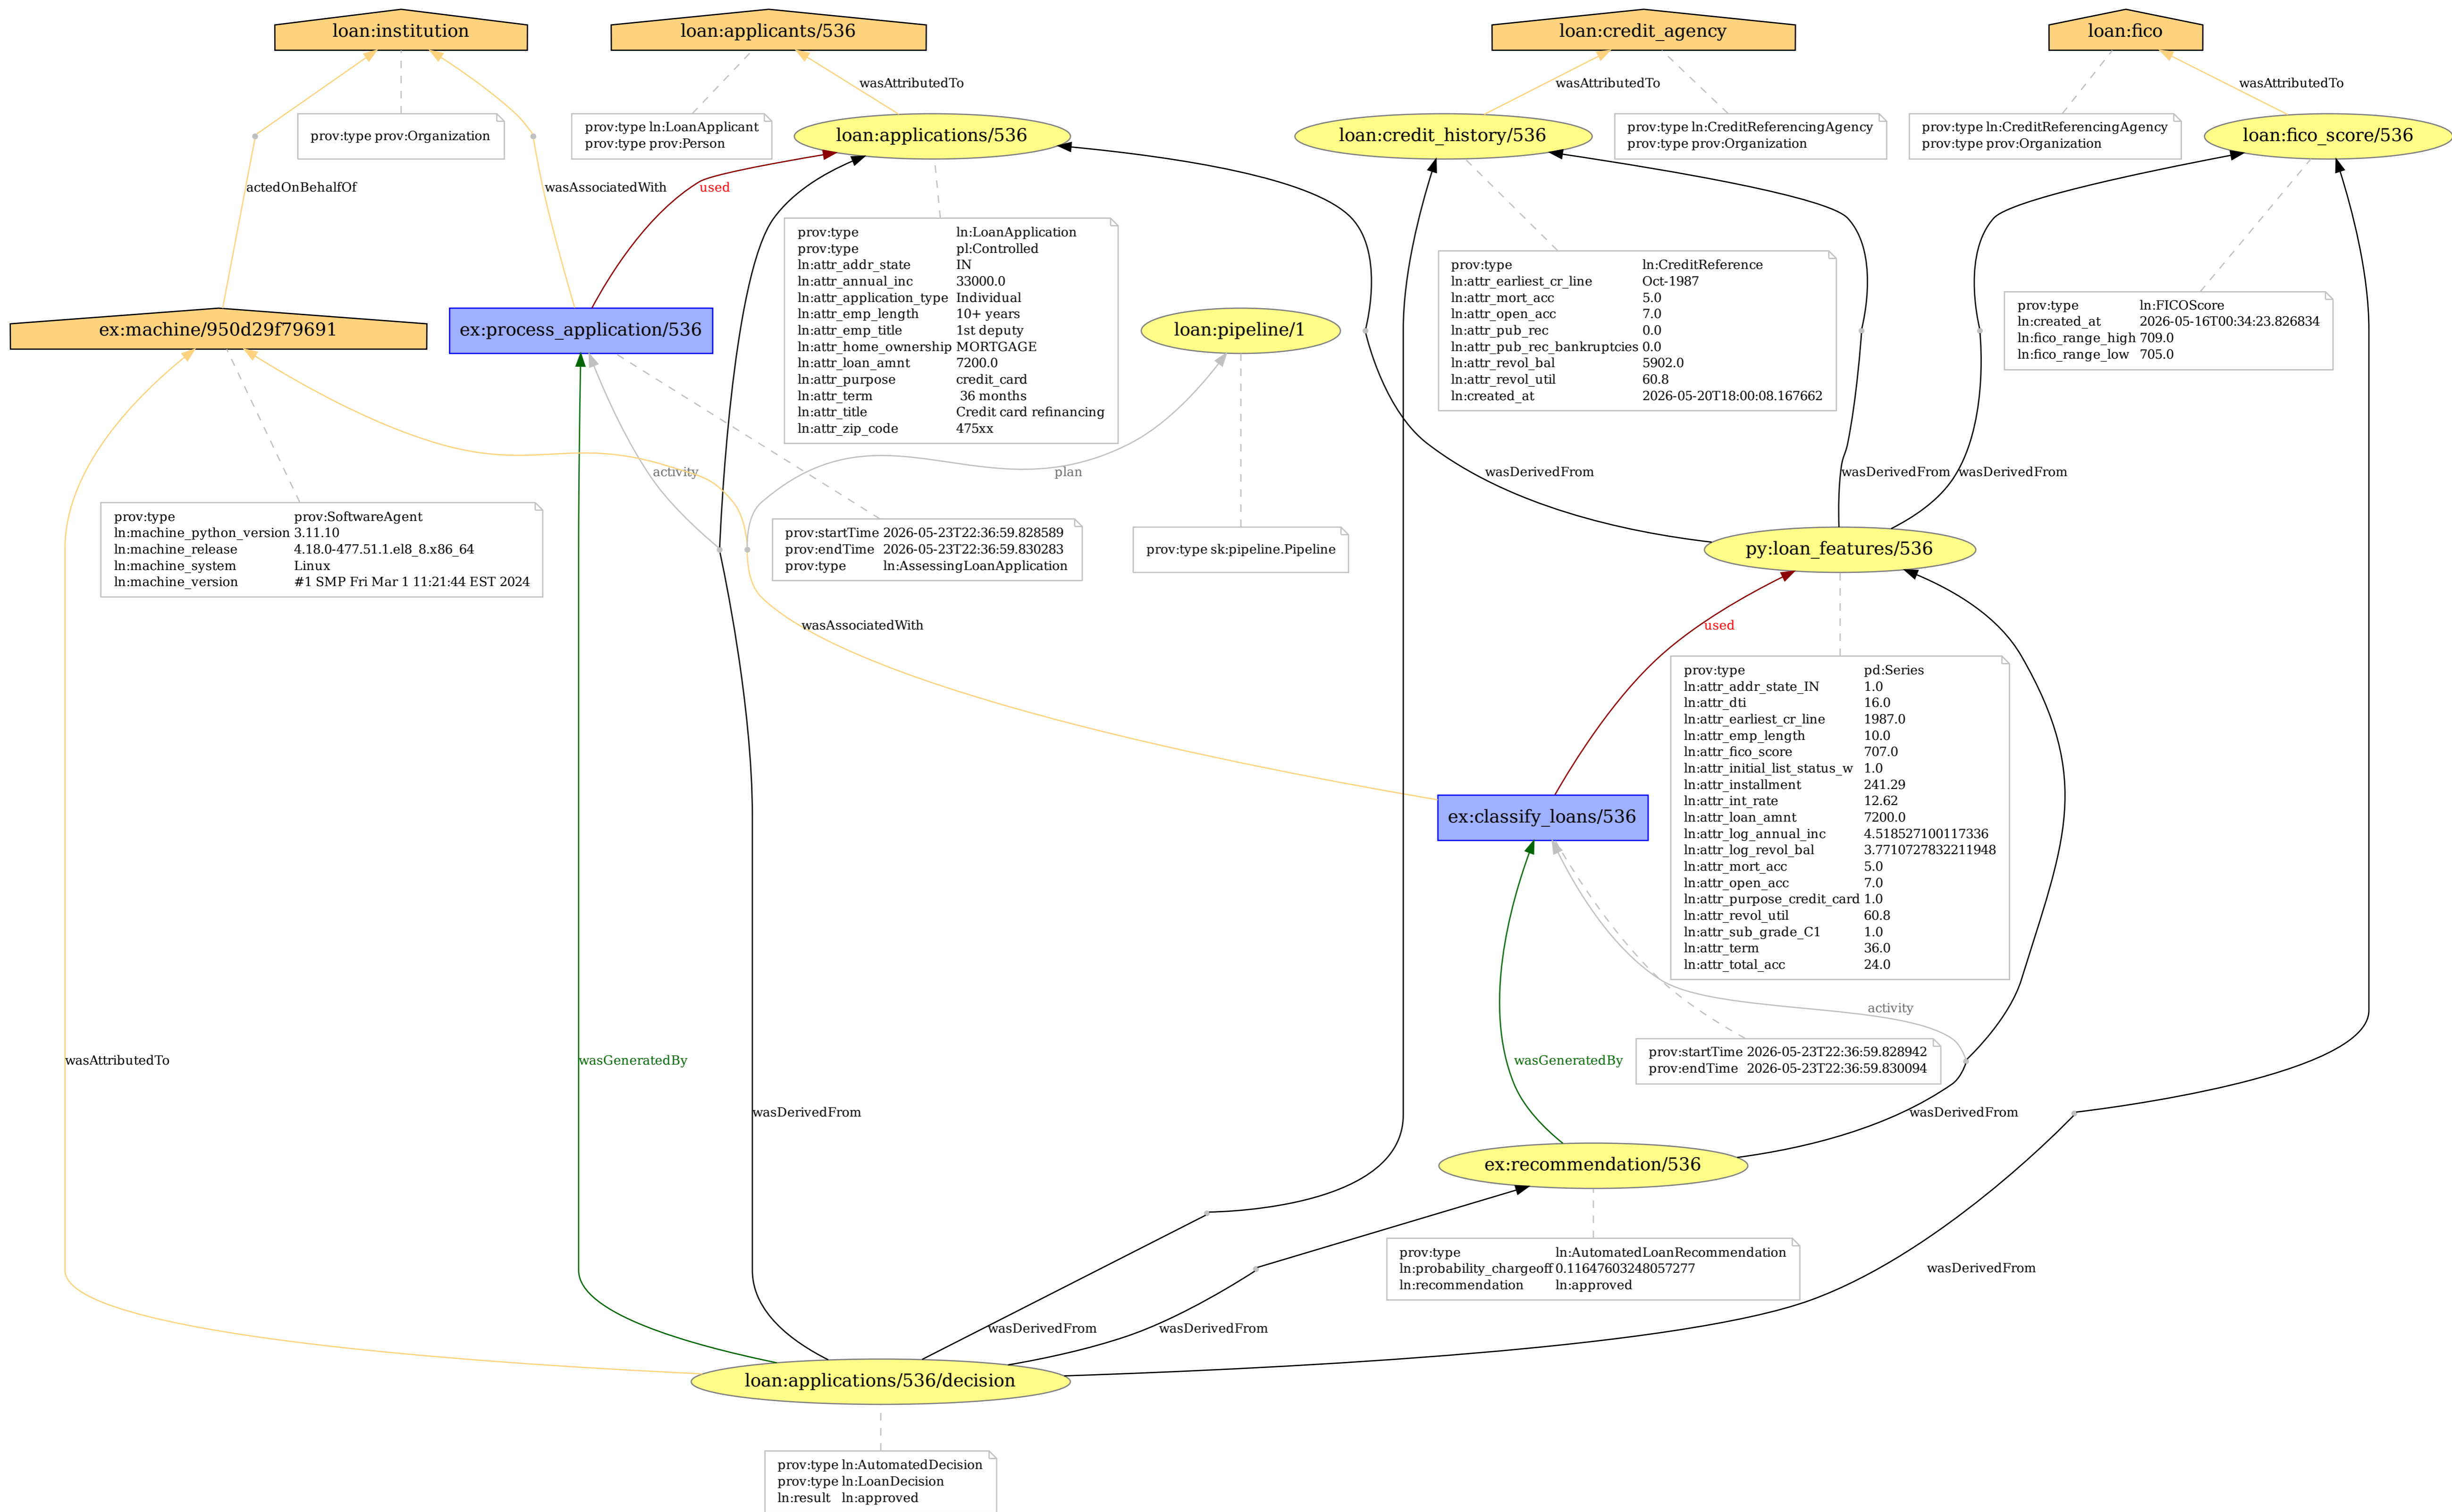 loan:institution
loan:applicants/536
loan:credit_agency
loan:fico
wasAttributedTo
wasAttributedTo
wasAttributedTo
prov:type prov:Organization
prov:type ln:LoanApplicant
prov:type prov:Person
loan:applications/536
loan:credit_history/536
prov:type ln:CreditReferencingAgency
prov:type prov:Organization
prov:type ln:CreditReferencingAgency
prov:type prov:Organization
loan:fico_score/536
actedOnBehalfOf
wasAssociatedWith
used
prov:type ln:LoanApplication
prov:type pl:Controlled
ln:attr_addr_state IN
ln:attr_annual_inc 33000.0
ln:attr_application_type Individual
ln:attr_emp_length 10+ years
ln:attr_emp_title 1st deputy
ln:attr_home_ownership MORTGAGE
ln:attr_loan_amnt 7200.0
ln:attr_purpose credit_card
ln:attr_term 36 months
ln:attr_title Credit card refinancing
ln:attr_zip_code 475xx
prov:type ln:CreditReference
ln:attr_earliest_cr_line Oct-1987
ln:attr_mort_acc 5.0
ln:attr_open_acc 7.0
ln:attr_pub_rec 0.0
ln:attr_pub_rec_bankruptcies 0.0
ln:attr_revol_bal 5902.0
ln:attr_revol_util 60.8
ln:created_at 2026-05-20T18:00:08.167662
prov:type ln:FICOScore
ln:created_at 2026-05-16T00:34:23.826834
ln:fico_range_high 709.0
ln:fico_range_low 705.0
ex:machine/950d29f79691
ex:process_application/536
loan:pipeline/1
activity
plan
wasDerivedFrom
wasDerivedFrom
wasDerivedFrom
prov:type prov:SoftwareAgent
ln:machine_python_version 3.11.10
ln:machine_release 4.18.0-477.51.1.el8_8.x86_64
ln:machine_system Linux
ln:machine_version #1 SMP Fri Mar 1 11:21:44 EST 2024
prov:startTime 2026-05-23T22:36:59.828589
prov:endTime 2026-05-23T22:36:59.830283
prov:type ln:AssessingLoanApplication
prov:type sk:pipeline.Pipeline
py:loan_features/536
wasAssociatedWith
used
prov:type pd:Series
ln:attr_addr_state_IN 1.0
ln:attr_dti 16.0
ln:attr_earliest_cr_line 1987.0
ln:attr_emp_length 10.0
ln:attr_fico_score 707.0
ln:attr_initial_list_status_w 1.0
ln:attr_installment 241.29
ln:attr_int_rate 12.62
ln:attr_loan_amnt 7200.0
ln:attr_log_annual_inc 4.518527100117336
ln:attr_log_revol_bal 3.7710727832211948
ln:attr_mort_acc 5.0
ln:attr_open_acc 7.0
ln:attr_purpose_credit_card 1.0
ln:attr_revol_util 60.8
ln:attr_sub_grade_C1 1.0
ln:attr_term 36.0
ln:attr_total_acc 24.0
ex:classify_loans/536
activity
wasAttributedTo
wasGeneratedBy
wasGeneratedBy
prov:startTime 2026-05-23T22:36:59.828942
prov:endTime 2026-05-23T22:36:59.830094
wasDerivedFrom
wasDerivedFrom
ex:recommendation/536
prov:type ln:AutomatedLoanRecommendation
ln:probability_chargeoff 0.11647603248057277
ln:recommendation ln:approved
wasDerivedFrom
wasDerivedFrom
wasDerivedFrom
loan:applications/536/decision
prov:type ln:AutomatedDecision
prov:type ln:LoanDecision
ln:result ln:approved